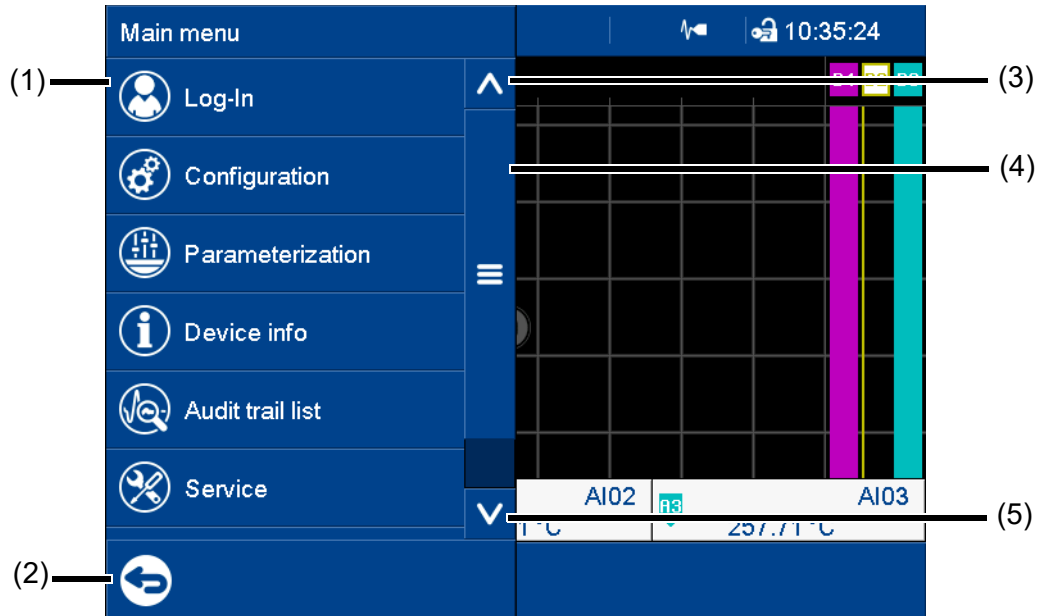 Main menu
10:35:24
(1)
Log-In
(3)
Configuration
(4)
Parameterization
Device info
Audit trail list
Service
AI02
AI03
(5)
257.71 °C
(2)